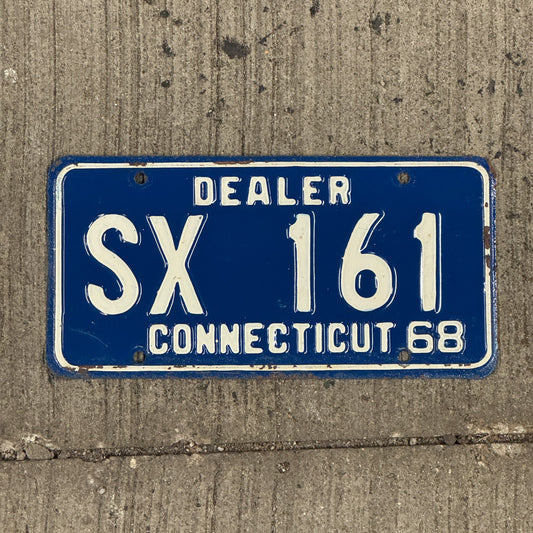 DEALER
SX 161
CONNECTICUT 68